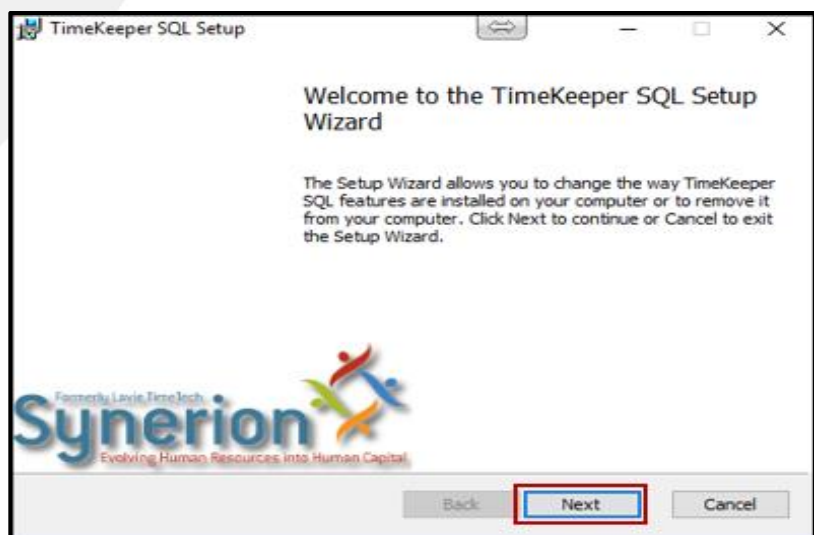 TimeKeeper SQL Setup
Welcome to the TimeKeeper SQL Setup
Wizard
The Setup Wizard allows you to change the way TimeKeeper
SQL features are installed on your computer or to remove it
from your computer. Click Next to continue or Cancel to exit
the Setup Wizard.
Formerly Lavie TimeTech
Synerion
Evolving Human Resources into Human Capital
Back Next Cancel